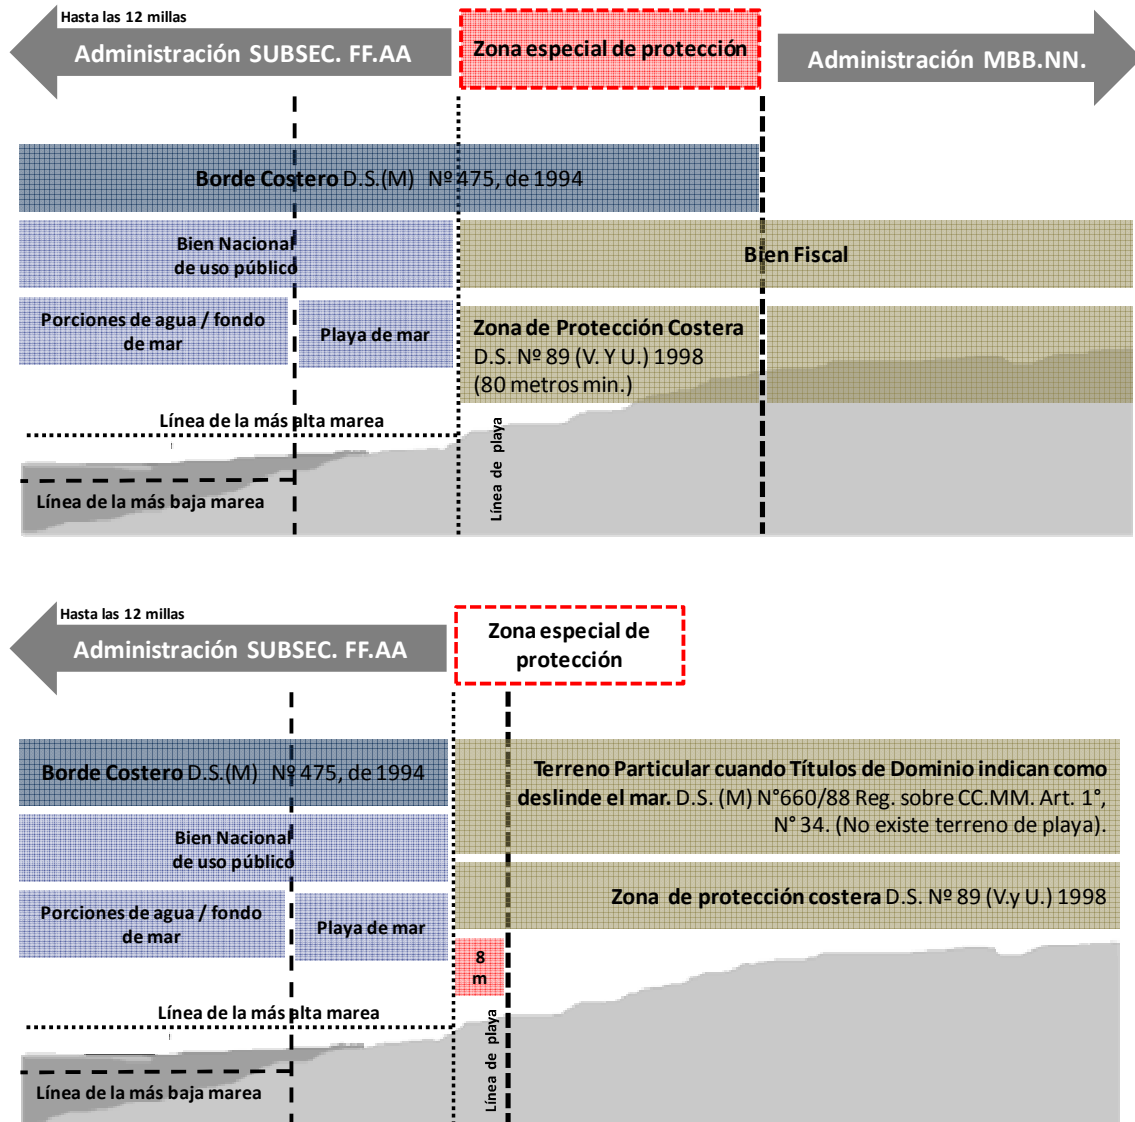 Hasta las 12 millas
Administración SUBSEC. FF.AA
Zona especial de protección
Administración MBB.NN.
Borde Costero D.S.(M) Nº 475, de 1994
Bien Nacional
de uso público
Bien Fiscal
Porciones de agua / fondo
de mar
Playa de mar
Zona de Protección Costera
D.S. Nº 89 (V. Y U.) 1998
(80 metros min.)
Línea de la más alta marea
Línea de playa
Línea de la más baja marea
Hasta las 12 millas
Administración SUBSEC. FF.AA
Zona especial de
protección
Borde Costero D.S.(M) Nº 475, de 1994
Terreno Particular cuando Títulos de Dominio indican como
deslinde el mar. D.S. (M) N°660/88 Reg. sobre CC.MM. Art. 1°,
N° 34. (No existe terreno de playa).
Bien Nacional
de uso público
Zona de protección costera D.S. Nº 89 (V.y U.) 1998
Porciones de agua / fondo
de mar
Playa de mar
8
m
Línea de la más alta marea
Línea de playa
Línea de la más baja marea